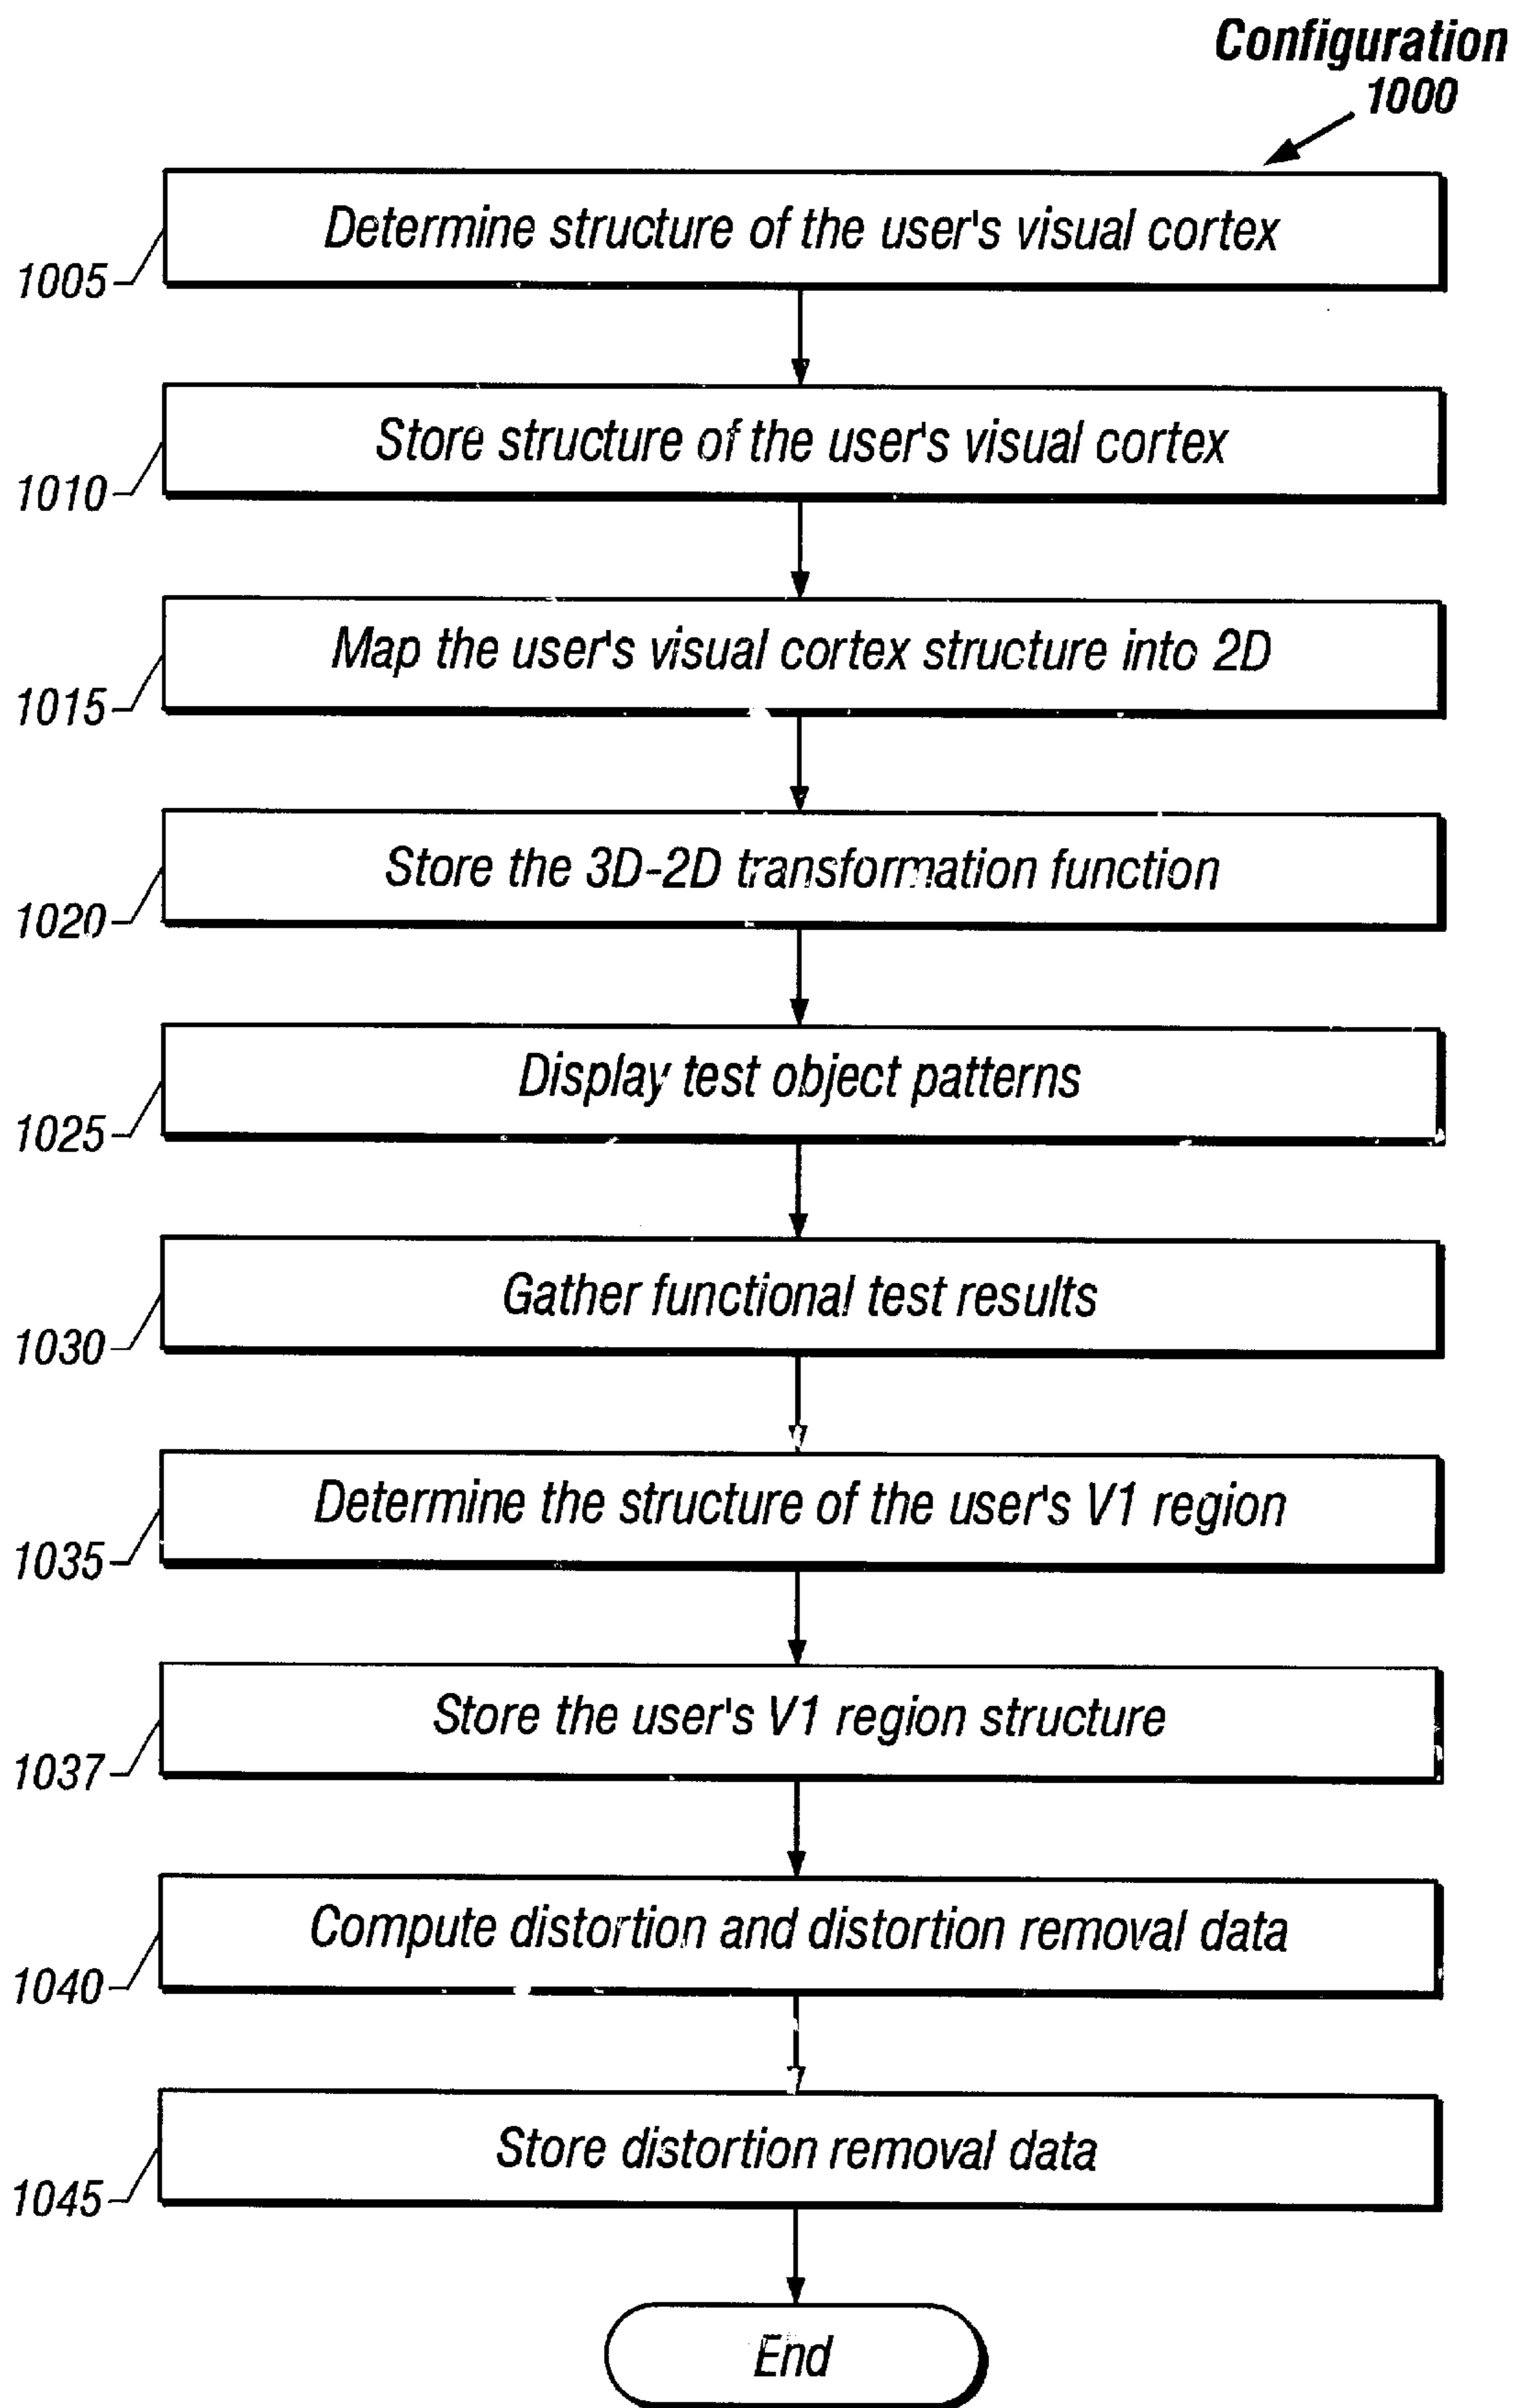 Configuration
1000
Determine structure of the user's visual cortex
1005
Store structure of the user's visual cortex
1010
Map the user's visual cortex structure into 2D
1015
Store the 3D-2D transformation function
1020
Display test object patterns
1025
Gather functional test results
1030
Determine the structure of the user's V1 region
1035
Store the user's V1 region structure
1037
Compute distortion and distortion removal data
1040
Store distortion removal data
1045
End